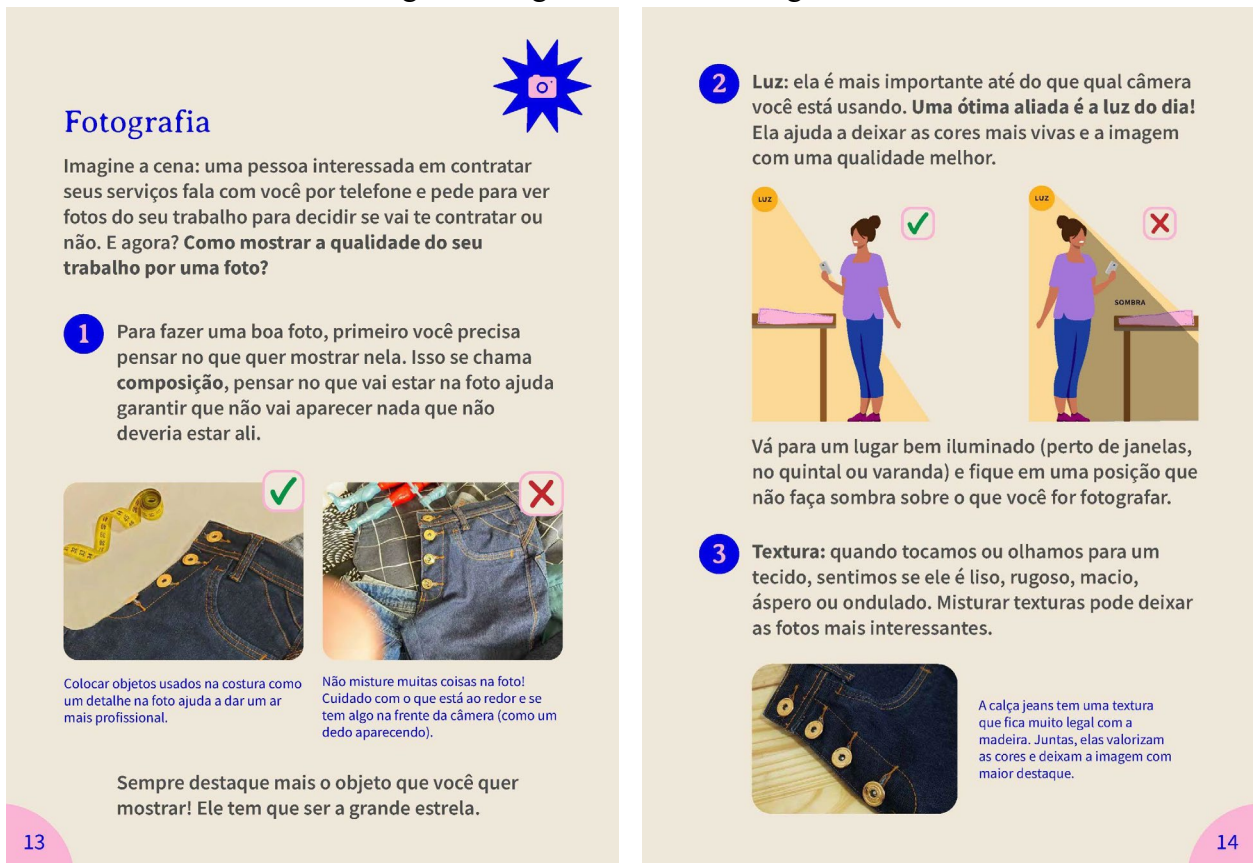 Fotografia
Imagine a cena: uma pessoa interessada em contratar
seus serviços fala com você por telefone e pede para ver
fotos do seu trabalho para decidir se vai te contratar ou
não. E agora? Como mostrar a qualidade do seu
trabalho por uma foto?
1
Para fazer uma boa foto, primeiro você precisa
pensar no que quer mostrar nela. Isso se chama
composição, pensar no que vai estar na foto ajuda
garantir que não vai aparecer nada que não
deveria estar ali.
Colocar objetos usados na costura como
um detalhe na foto ajuda a dar um ar
mais profissional.
Não misture muitas coisas na foto!
Cuidado com o que está ao redor e se
tem algo na frente da câmera (como um
dedo aparecendo).
Sempre destaque mais o objeto que você quer
mostrar! Ele tem que ser a grande estrela.
13
2
Luz: ela é mais importante até do que qual câmera
você está usando. Uma ótima aliada é a luz do dia!
Ela ajuda a deixar as cores mais vivas e a imagem
com uma qualidade melhor.
LUZ
LUZ
SOMBRA
Vá para um lugar bem iluminado (perto de janelas,
no quintal ou varanda) e fique em uma posição que
não faça sombra sobre o que você for fotografar.
3
Textura: quando tocamos ou olhamos para um
tecido, sentimos se ele é liso, rugoso, macio,
áspero ou ondulado. Misturar texturas pode deixar
as fotos mais interessantes.
A calça jeans tem uma textura
que fica muito legal com a
madeira. Juntas, elas valorizam
as cores e deixam a imagem com
maior destaque.
14